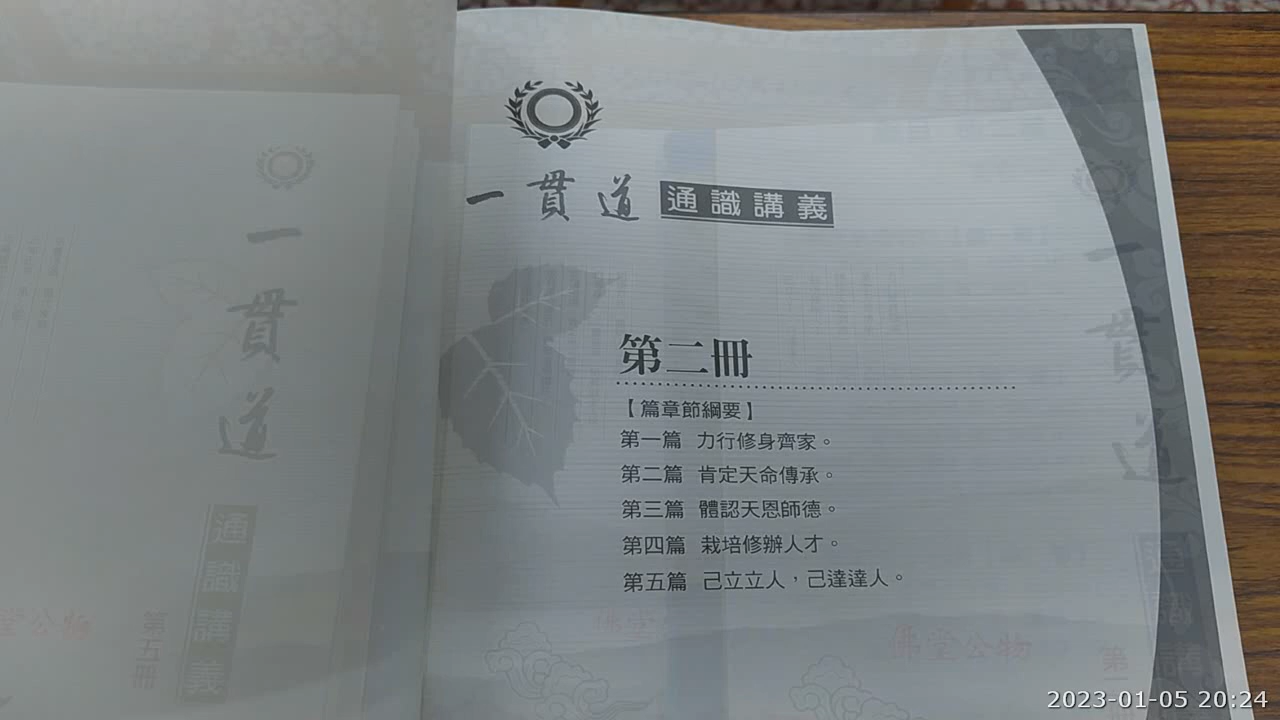 一貫道 通識講義
第二冊
【篇章節綱要】
第一篇 力行修身齊家。
第二篇 肯定天命傳承。
第三篇 體認天恩師德。
第四篇 栽培修辦人才。
第五篇 己立立人，己達達人。
佛堂公物
一貫道
通識講義
第五冊
2023-01-05 20:24